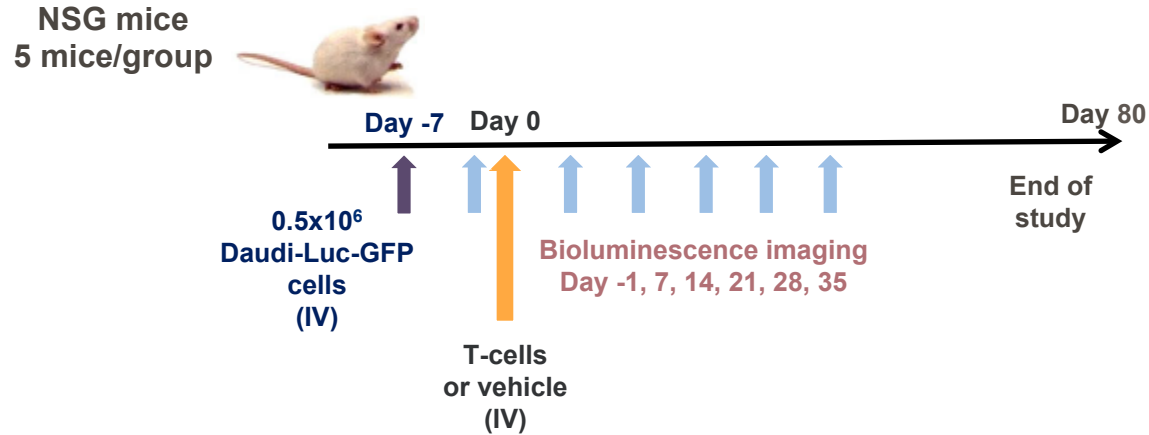 NSG mice
5 mice/group
Day -7
Day 0
Day 80
0.5x10⁶
Daudi-Luc-GFP
cells
(IV)
T-cells
or vehicle
(IV)
Bioluminescence imaging
Day -1, 7, 14, 21, 28, 35
End of
study